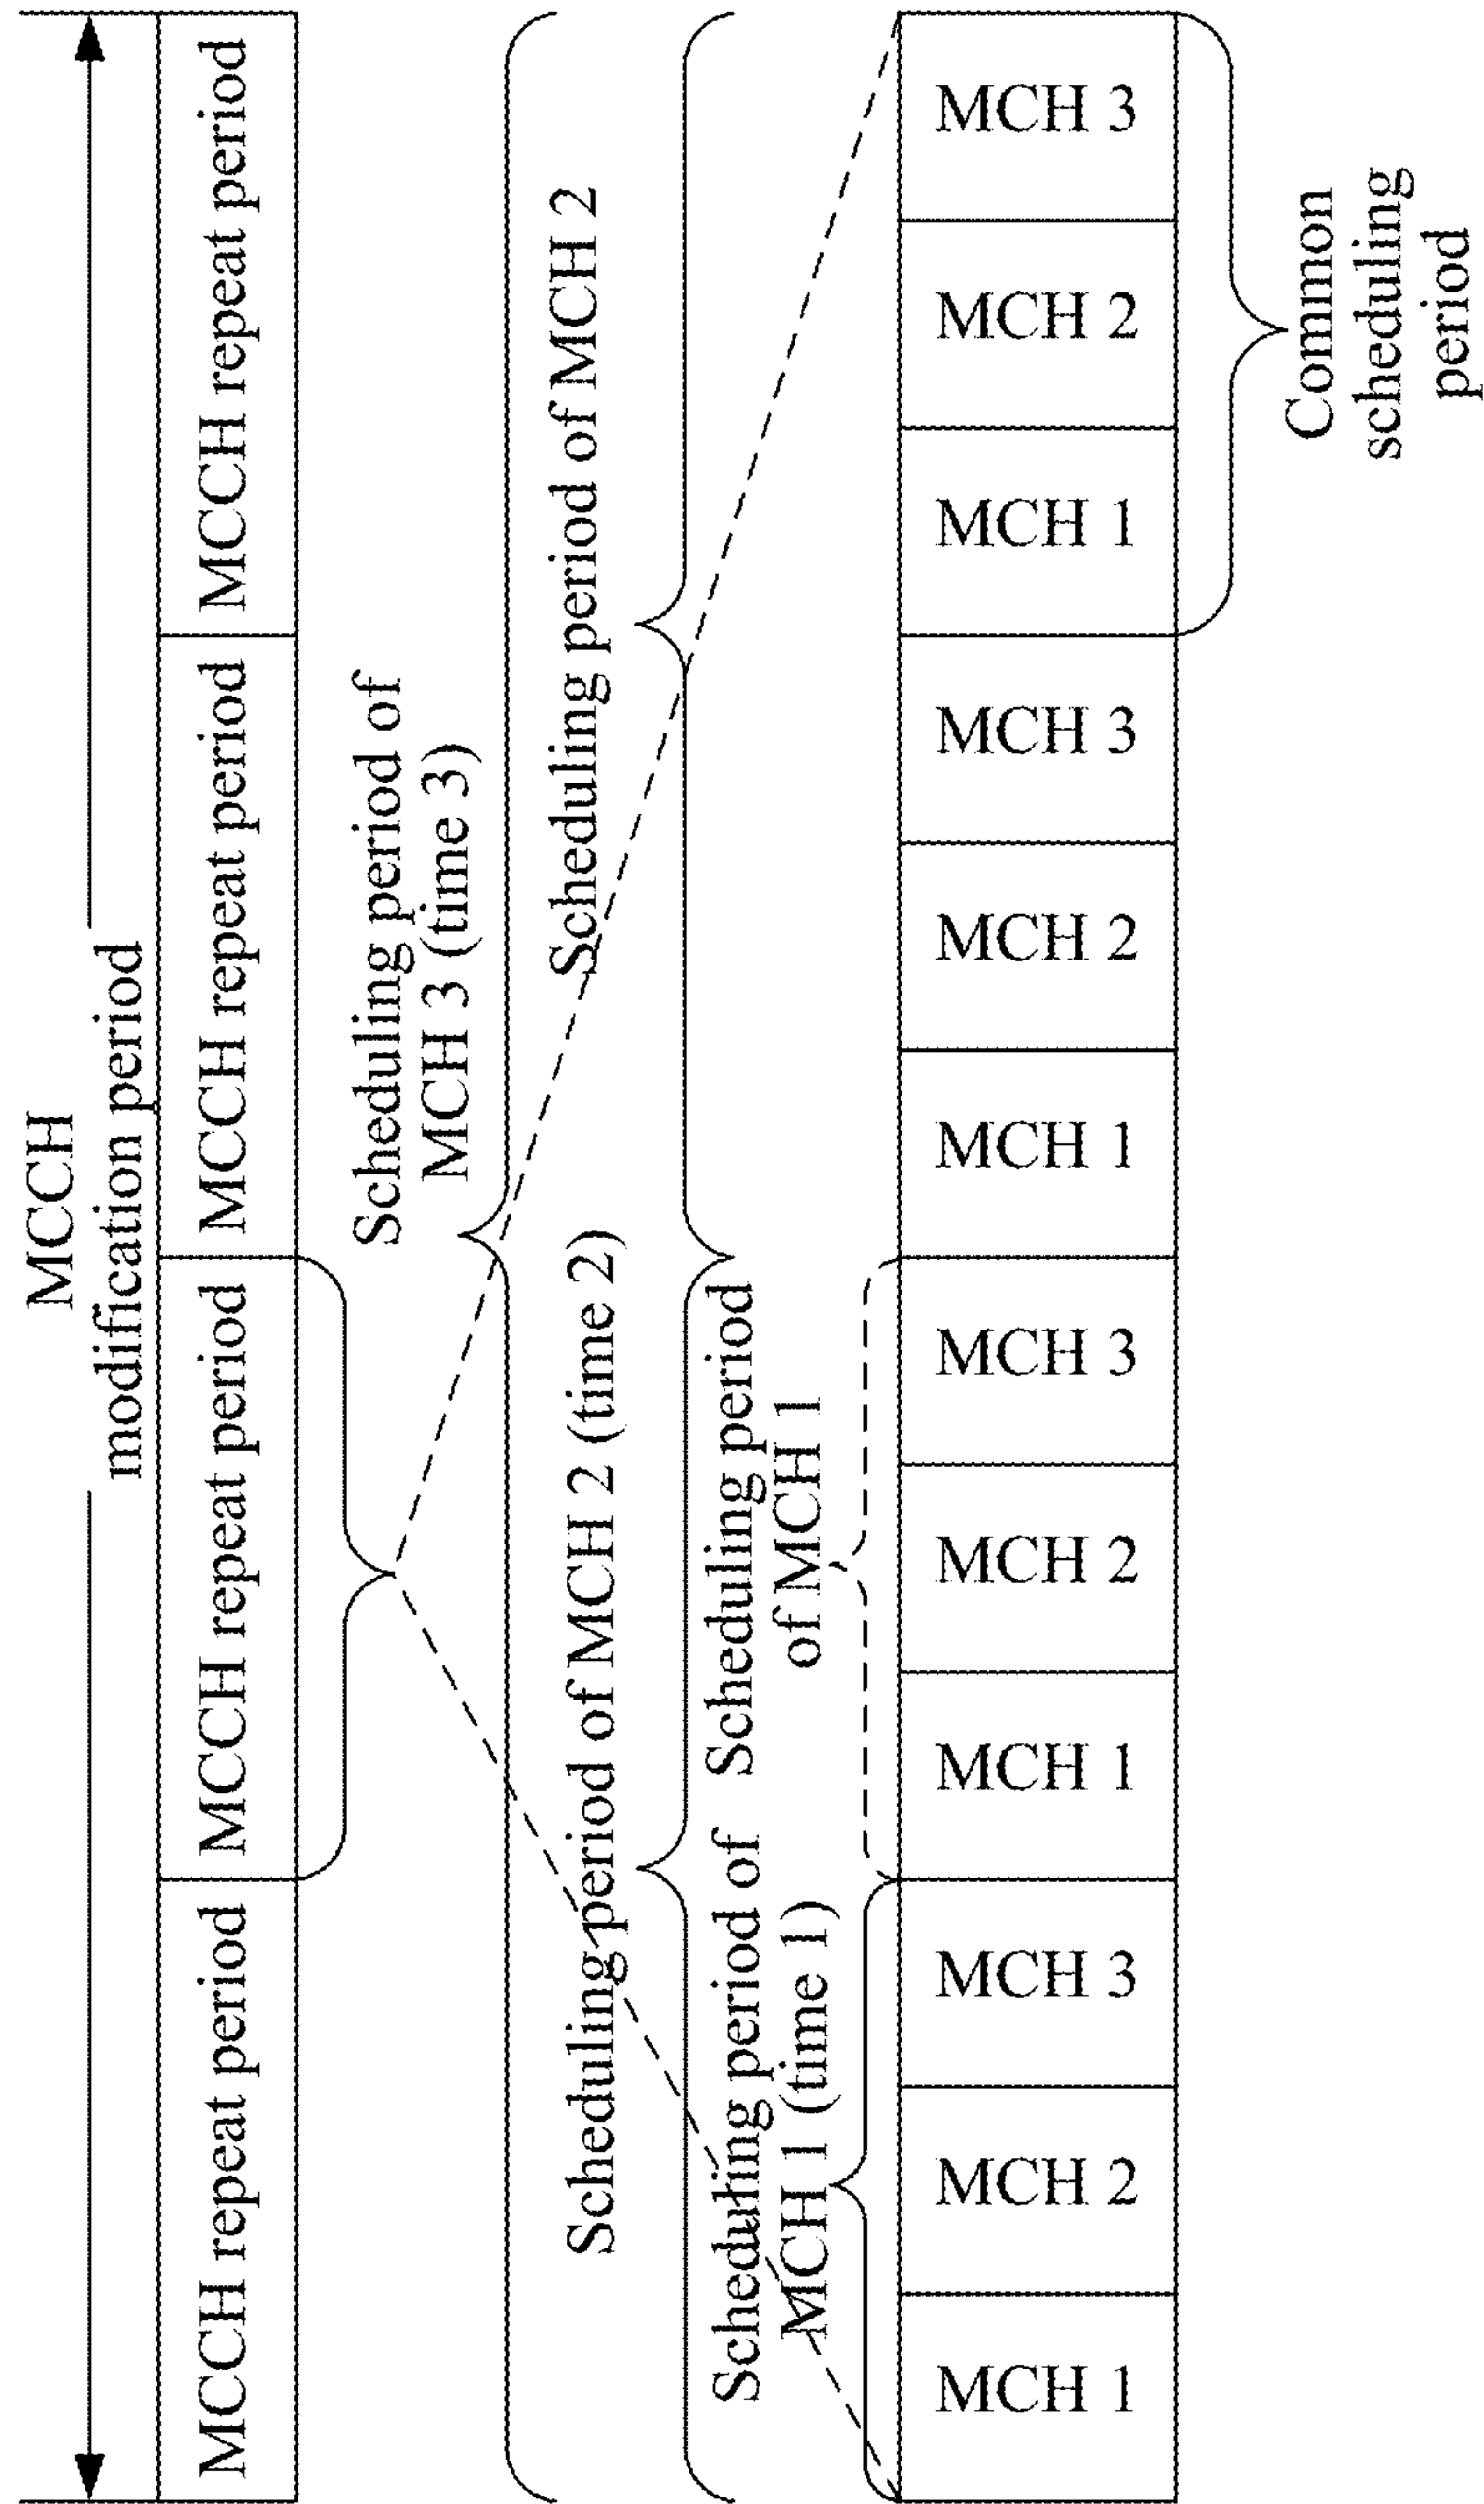 MCCH
modification period
MCCH repeat period
MCCH repeat period
MCCH repeat period
MCCH repeat period
Scheduling period of
MCH 3 (time 3)
Scheduling period of MCH 2 (time 2)
Scheduling period of MCH 2
Scheduling period of
MCH 1 (time 1)
Scheduling period
of MCH 1
MCH 1
MCH 2
MCH 3
MCH 1
MCH 2
MCH 3
MCH 1
MCH 2
MCH 3
MCH 1
MCH 2
MCH 3
Common
scheduling
period